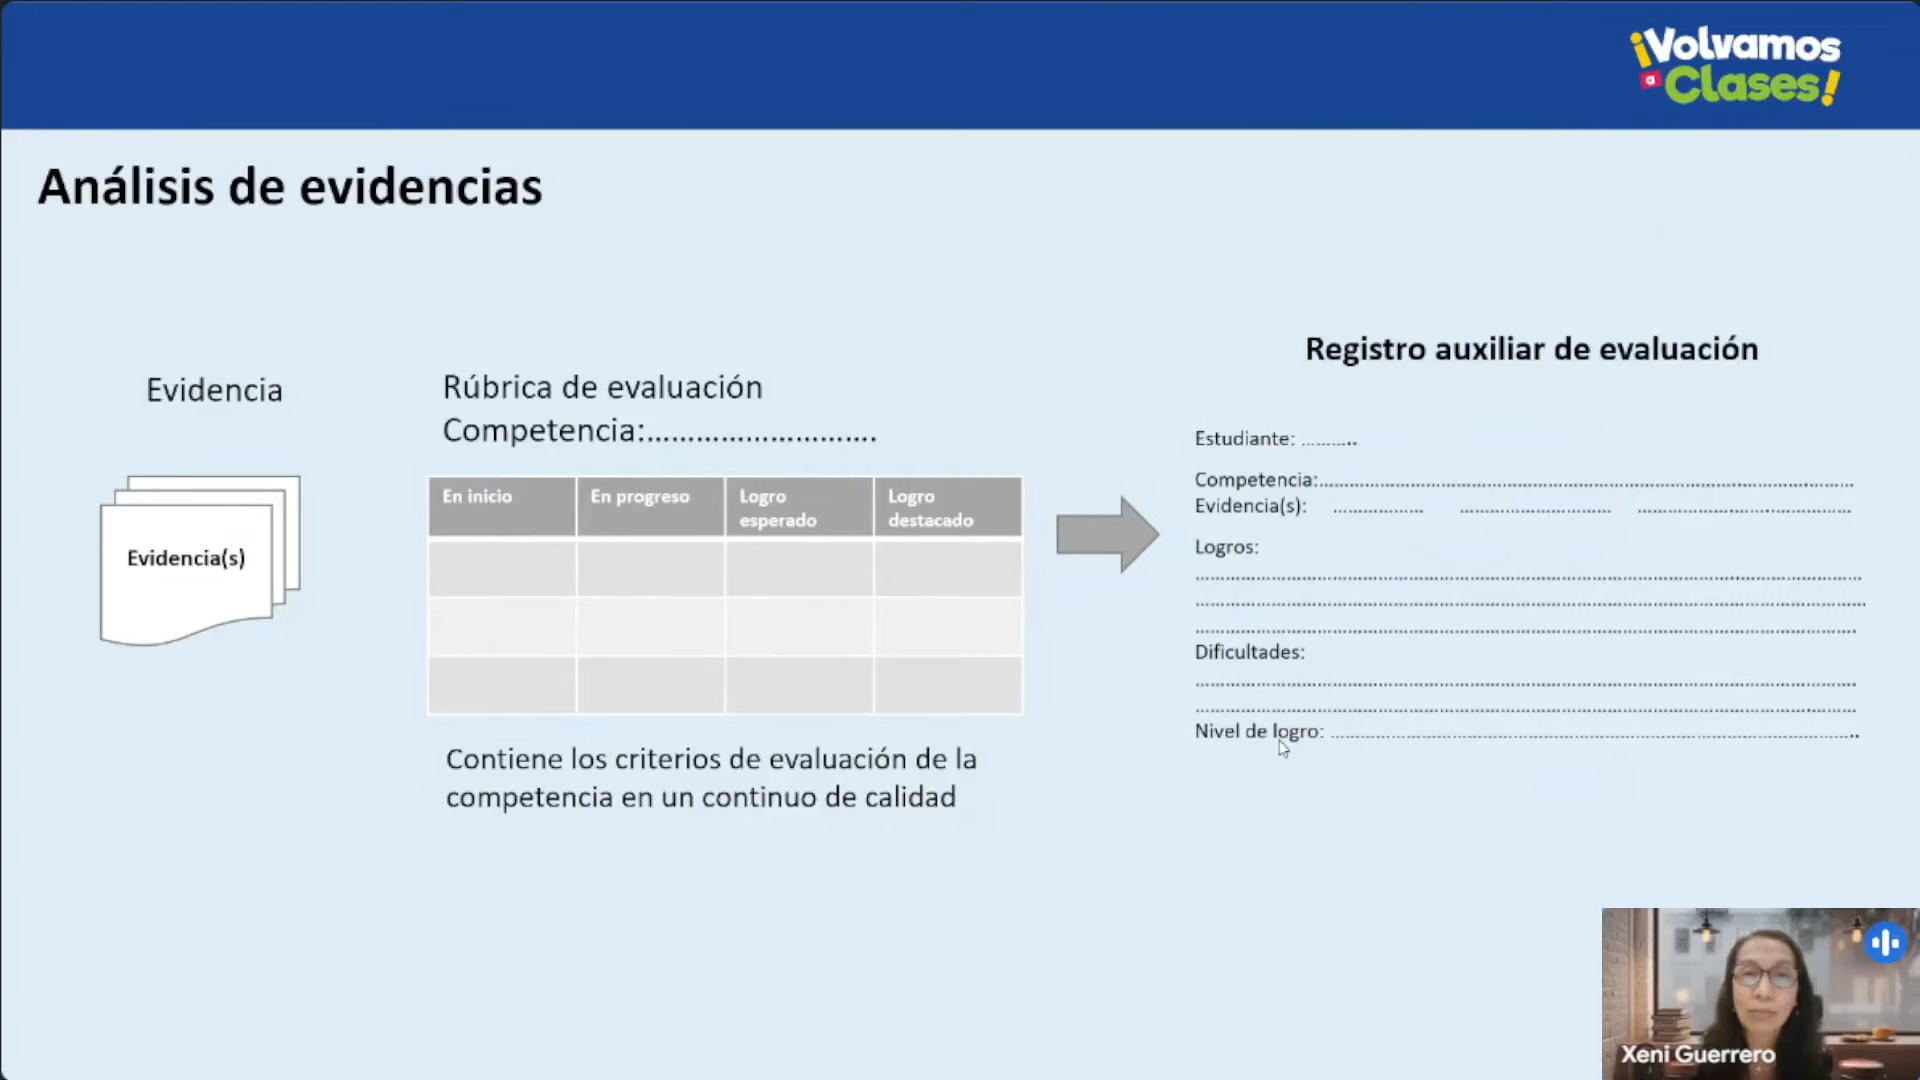 ¡Volvamos
a Clases!
Análisis de evidencias
Evidencia
Evidencia(s)
Rúbrica de evaluación
Competencia:...............................
En inicio
En progreso
Logro
esperado
Logro
destacado
Contiene los criterios de evaluación de la
competencia en un continuo de calidad
Registro auxiliar de evaluación
Estudiante: ...........
Competencia:........................................................................................................
Evidencia(s): .................... .................................. ................................................
Logros:
....................................................................................................................
....................................................................................................................
....................................................................................................................
Dificultades:
....................................................................................................................
....................................................................................................................
Nivel de logro: ............................................................................................
Xeni Guerrero